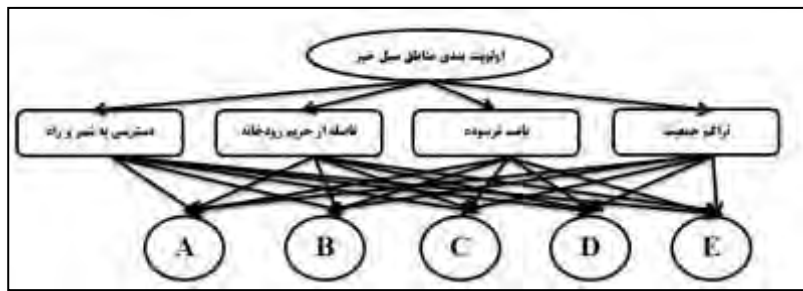 اولویت بندی مناطق سیل خیز
تراکم جمعیت
بافت فرسوده
فاصله از حریم رودخانه
دسترسی به شهر و راه
A B C D E